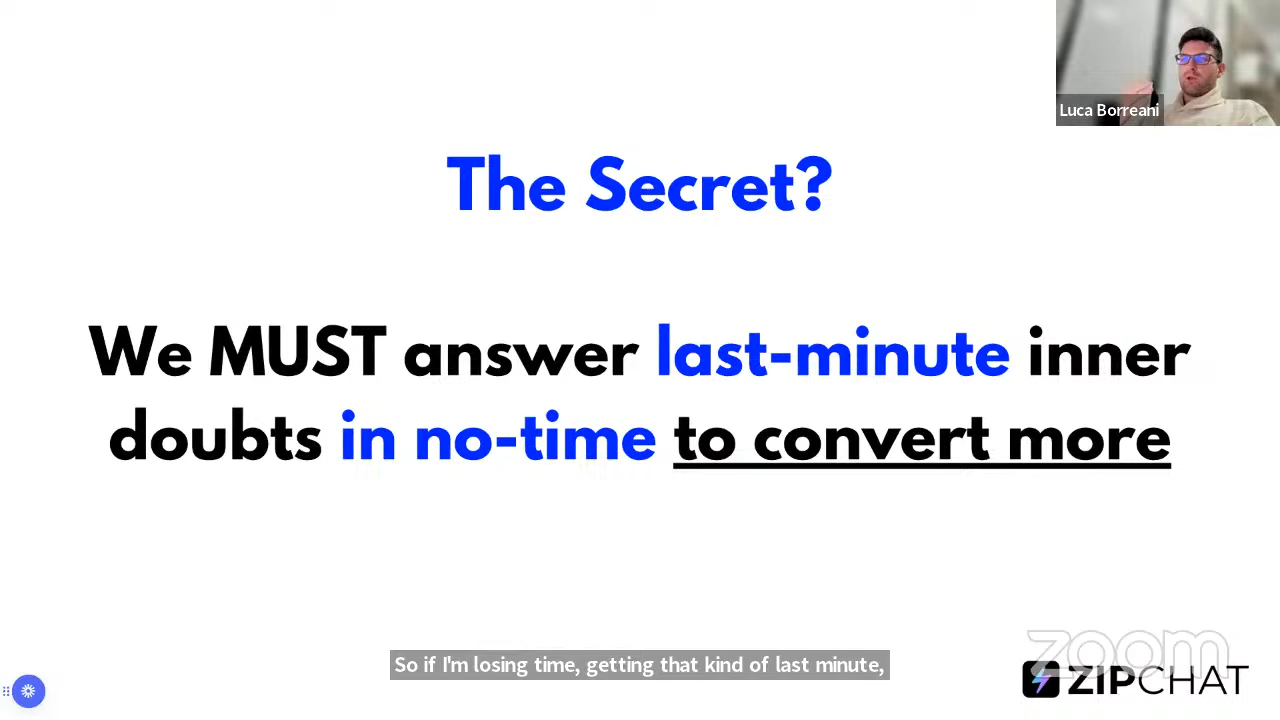 Luca Borreani
The Secret?
We MUST answer last-minute inner
doubts in no-time to convert more
So if I'm losing time, getting that kind of last minute,
zoom
ZIPCHAT